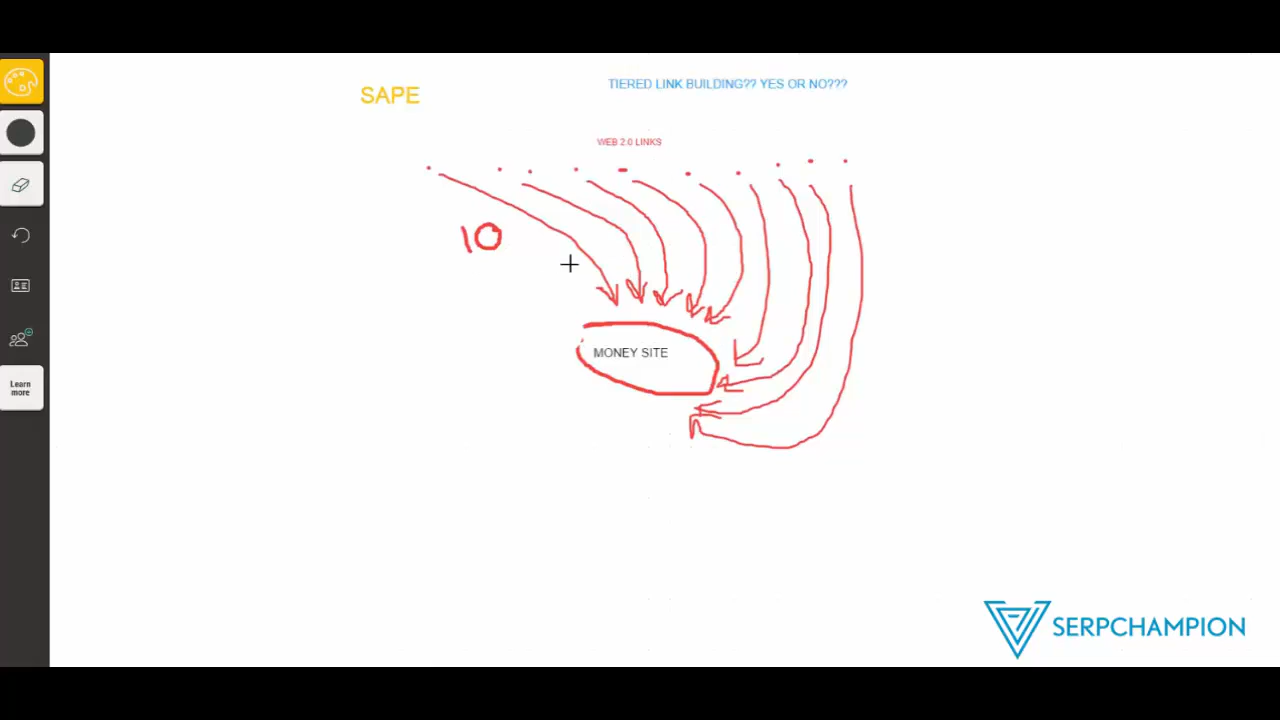 TIERED LINK BUILDING?? YES OR NO???
SAPE
WEB 2.0 LINKS
10
MONEY SITE
Learn
more
SERPCHAMPION